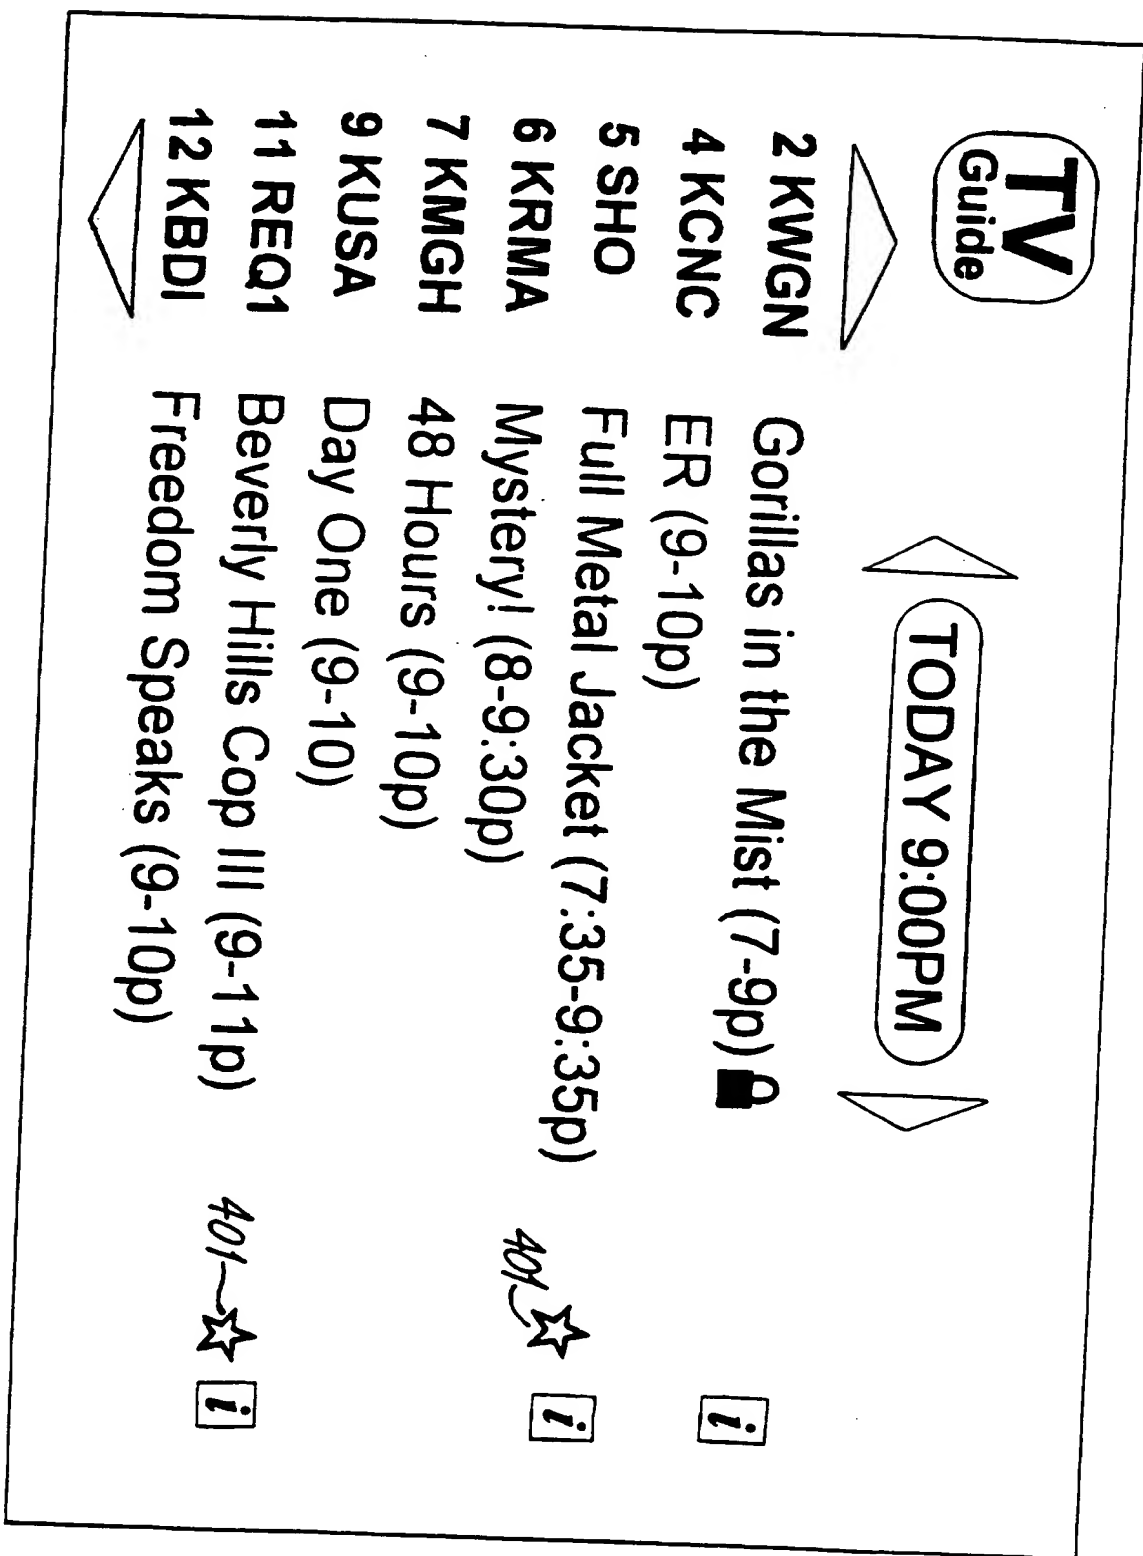 TV
Guide
TODAY 9:00PM
2 KWGN Gorillas in the Mist (7-9p) i
4 KCNC ER (9-10p)
5 SHO Full Metal Jacket (7:35-9:35p) 401 i
6 KRMA Mystery! (8-9:30p)
7 KMGH 48 Hours (9-10p)
9 KUSA Day One (9-10)
11 REQ1 Beverly Hills Cop III (9-11p) 401 i
12 KBDI Freedom Speaks (9-10p)